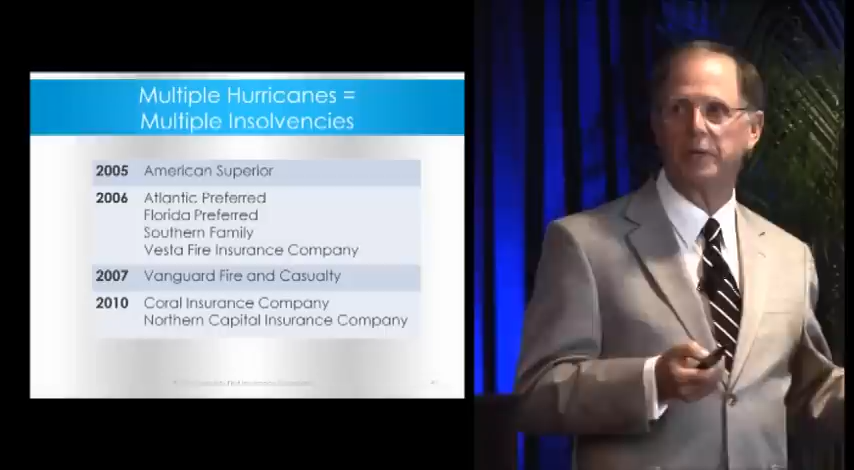 Multiple Hurricanes =
Multiple Insolvencies
2005 American Superior
2006 Atlantic Preferred
Florida Preferred
Southern Family
Vesta Fire Insurance Company
2007 Vanguard Fire and Casualty
2010 Coral Insurance Company
Northern Capital Insurance Company